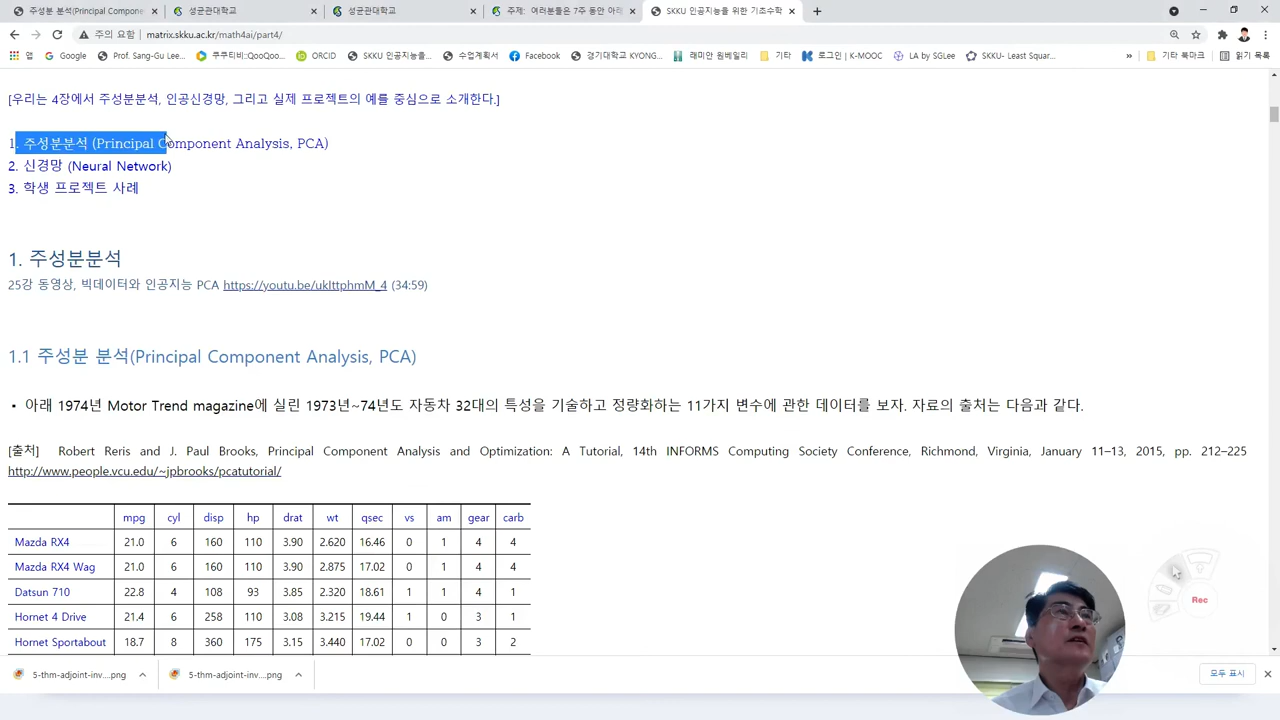 주성분 분석(Principal Compone
성균관대학교
성균관대학교
주제: 여러분들은 7주 동안 아래
SKKU 인공지능을 위한 기초수학
주의 요함
matrix.skku.ac.kr/math4ai/part4/
앱
Google
Prof. Sang-Gu Lee...
쿠쿠티비::QooQoo...
ORCID
SKKU 인공지능을...
수업계획서
Facebook
경기대학교 KYONG...
래미안 원베일리
기타
로그인 | K-MOOC
LA by SGLee
SKKU- Least Squar...
»
기타 북마크
읽기 목록
[우리는 4장에서 주성분분석, 인공신경망, 그리고 실제 프로젝트의 예를 중심으로 소개한다.]
1. 주성분분석 (Principal Component Analysis, PCA)
2. 신경망 (Neural Network)
3. 학생 프로젝트 사례
1. 주성분분석
25강 동영상, 빅데이터와 인공지능 PCA https://youtu.be/ukIttphmM_4 (34:59)
1.1 주성분 분석(Principal Component Analysis, PCA)
▪ 아래 1974년 Motor Trend magazine에 실린 1973년~74년도 자동차 32대의 특성을 기술하고 정량화하는 11가지 변수에 관한 데이터를 보자. 자료의 출처는 다음과 같다.
[출처] Robert Reris and J. Paul Brooks, Principal Component Analysis and Optimization: A Tutorial, 14th INFORMS Computing Society Conference, Richmond, Virginia, January 11–13, 2015, pp. 212–225
http://www.people.vcu.edu/~jpbrooks/pcatutorial/
mpg cyl disp hp drat wt qsec vs am gear carb
Mazda RX4 21.0 6 160 110 3.90 2.620 16.46 0 1 4 4
Mazda RX4 Wag 21.0 6 160 110 3.90 2.875 17.02 0 1 4 4
Datsun 710 22.8 4 108 93 3.85 2.320 18.61 1 1 4 1
Hornet 4 Drive 21.4 6 258 110 3.08 3.215 19.44 1 0 3 1
Hornet Sportabout 18.7 8 360 175 3.15 3.440 17.02 0 0 3 2
Rec
5-thm-adjoint-inv....png
5-thm-adjoint-inv....png
모두 표시